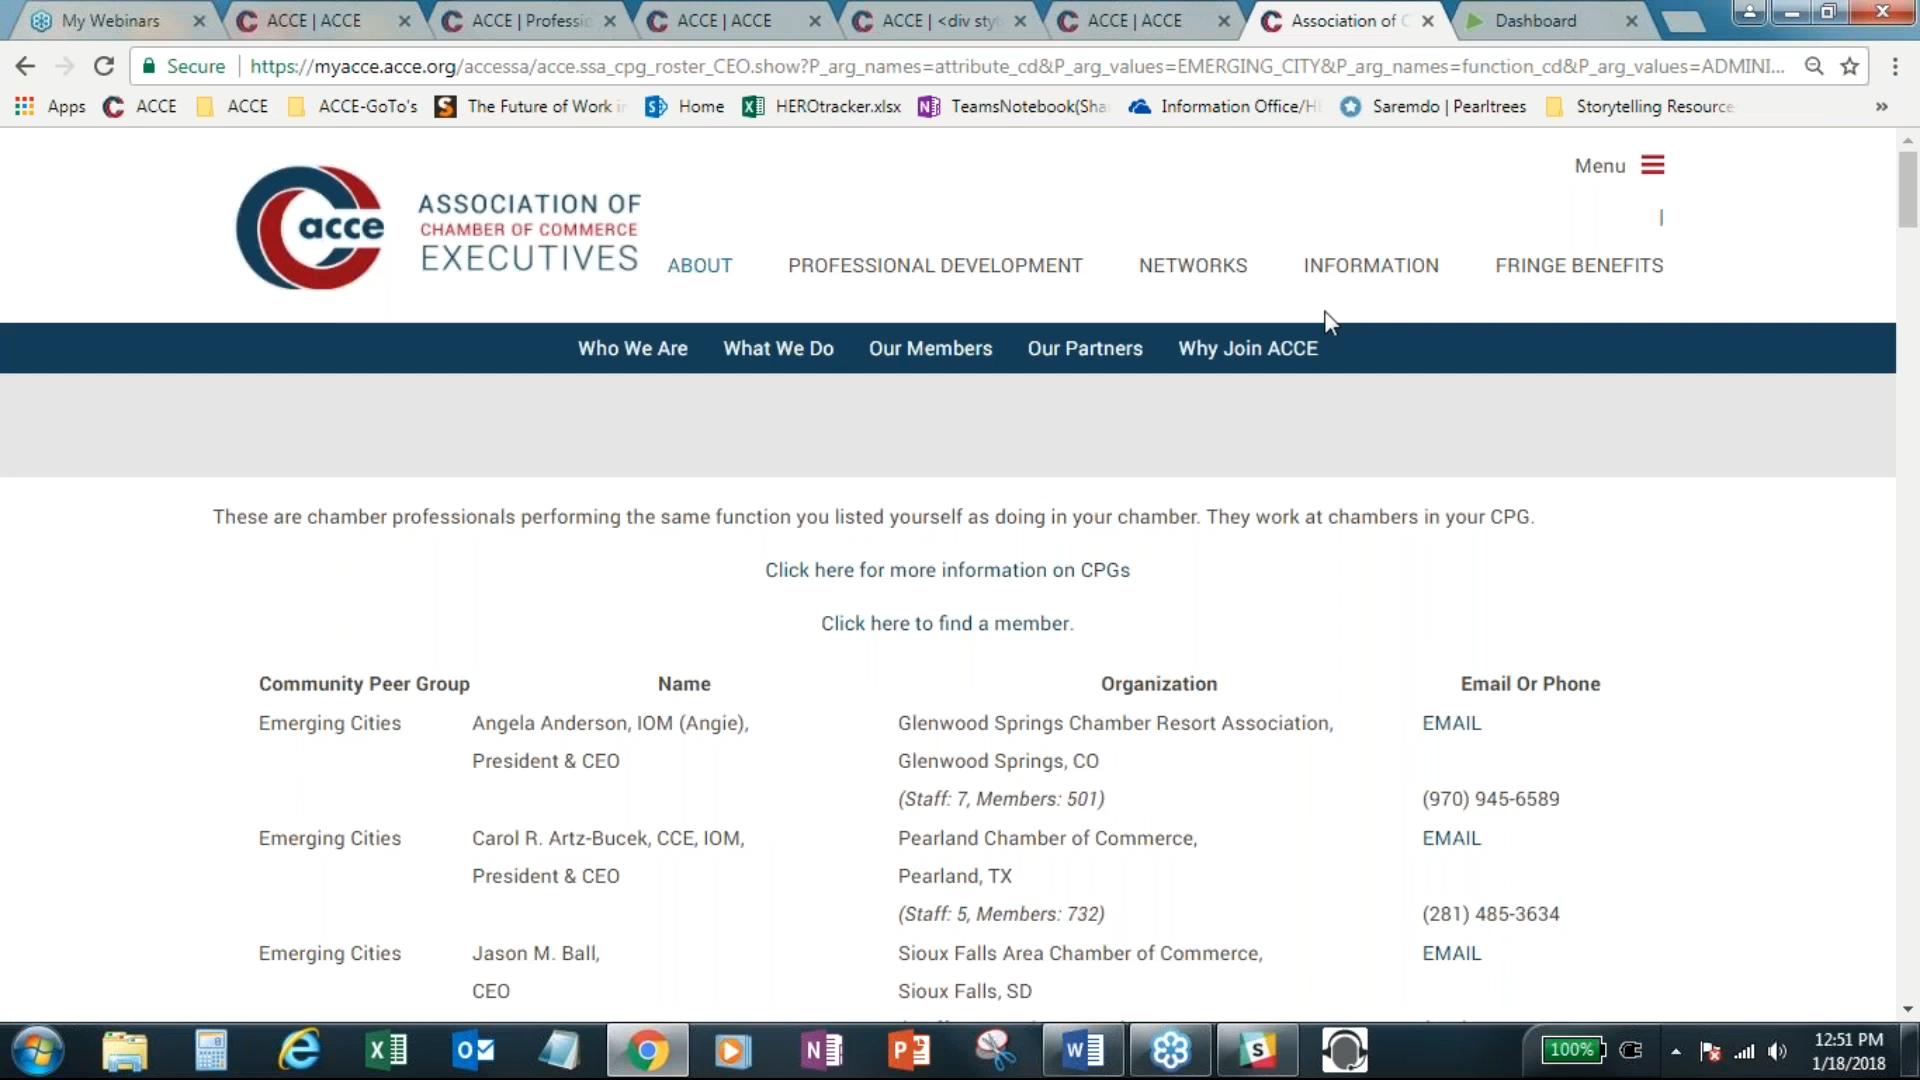 My Webinars
ACCE | ACCE
ACCE | Professio
ACCE | ACCE
ACCE | <div styl
ACCE | ACCE
Association of C
Dashboard
Secure
https://myacce.acce.org/accessa/acce.ssa_cpg_roster_CEO.show?P_arg_names=attribute_cd&P_arg_values=EMERGING_CITY&P_arg_names=function_cd&P_arg_values=ADMINI...
Apps
ACCE
ACCE
ACCE-GoTo's
The Future of Work in
Home
HEROtracker.xlsx
TeamsNotebook(Sha
Information Office/H
Saremdo | Pearltrees
Storytelling Resource
»
Menu
acce
ASSOCIATION OF
CHAMBER OF COMMERCE
EXECUTIVES
|
ABOUT
PROFESSIONAL DEVELOPMENT
NETWORKS
INFORMATION
FRINGE BENEFITS
Who We Are
What We Do
Our Members
Our Partners
Why Join ACCE
These are chamber professionals performing the same function you listed yourself as doing in your chamber. They work at chambers in your CPG.
Click here for more information on CPGs
Click here to find a member.
Community Peer Group Name Organization Email Or Phone
Emerging Cities Angela Anderson, IOM (Angie), Glenwood Springs Chamber Resort Association, EMAIL
President & CEO Glenwood Springs, CO
(Staff: 7, Members: 501) (970) 945-6589
Emerging Cities Carol R. Artz-Bucek, CCE, IOM, Pearland Chamber of Commerce, EMAIL
President & CEO Pearland, TX
(Staff: 5, Members: 732) (281) 485-3634
Emerging Cities Jason M. Ball, Sioux Falls Area Chamber of Commerce, EMAIL
CEO Sioux Falls, SD
100%
12:51 PM
1/18/2018